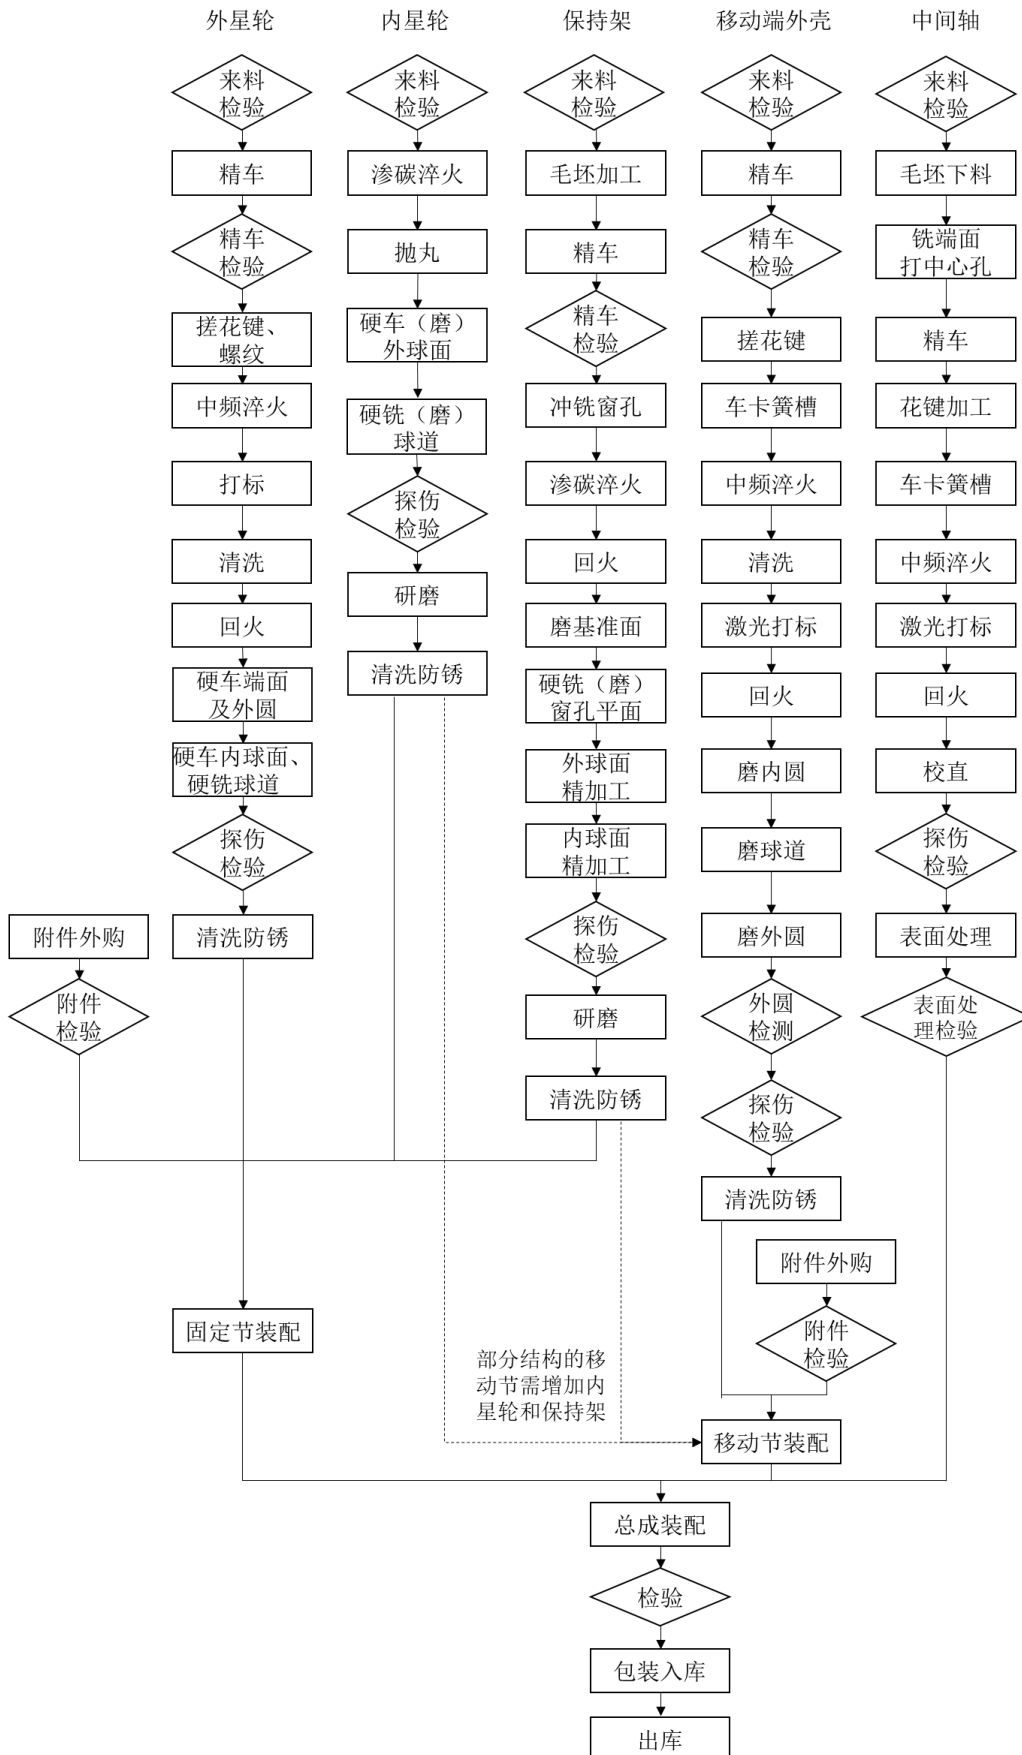 外星轮
来料
检验
精车
精车
检验
搓花键、
螺纹
中频淬火
打标
清洗
回火
硬车端面
及外圆
硬车内球面、
硬铣球道
探伤
检验
清洗防锈
附件外购
附件
检验
固定节装配
内星轮
来料
检验
渗碳淬火
抛丸
硬车（磨）
外球面
硬铣（磨）
球道
探伤
检验
研磨
清洗防锈
保持架
来料
检验
毛坯加工
精车
精车
检验
冲铣窗孔
渗碳淬火
回火
磨基准面
硬铣（磨）
窗孔平面
外球面
精加工
内球面
精加工
探伤
检验
研磨
清洗防锈
移动端外壳
来料
检验
精车
精车
检验
搓花键
车卡簧槽
中频淬火
清洗
激光打标
回火
磨内圆
磨球道
磨外圆
外圆
检测
探伤
检验
清洗防锈
附件外购
附件
检验
部分结构的移
动节需增加内
星轮和保持架
移动节装配
中间轴
来料
检验
毛坯下料
铣端面
打中心孔
精车
花键加工
车卡簧槽
中频淬火
激光打标
回火
校直
探伤
检验
表面处理
表面处
理检验
总成装配
检验
包装入库
出库